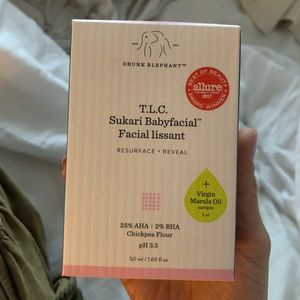 DRUNK ELEPHANT™
BEST OF BEAUTY
allure
2017
AWARD WINNER
T.L.C.
Sukari Babyfacial™
Facial lissant
RESURFACE + REVEAL
+
Virgin
Marula Oil
sample
25% AHA | 2% BHA
Chickpea Flour
pH 3.5
50 ml / 1.69 fl oz